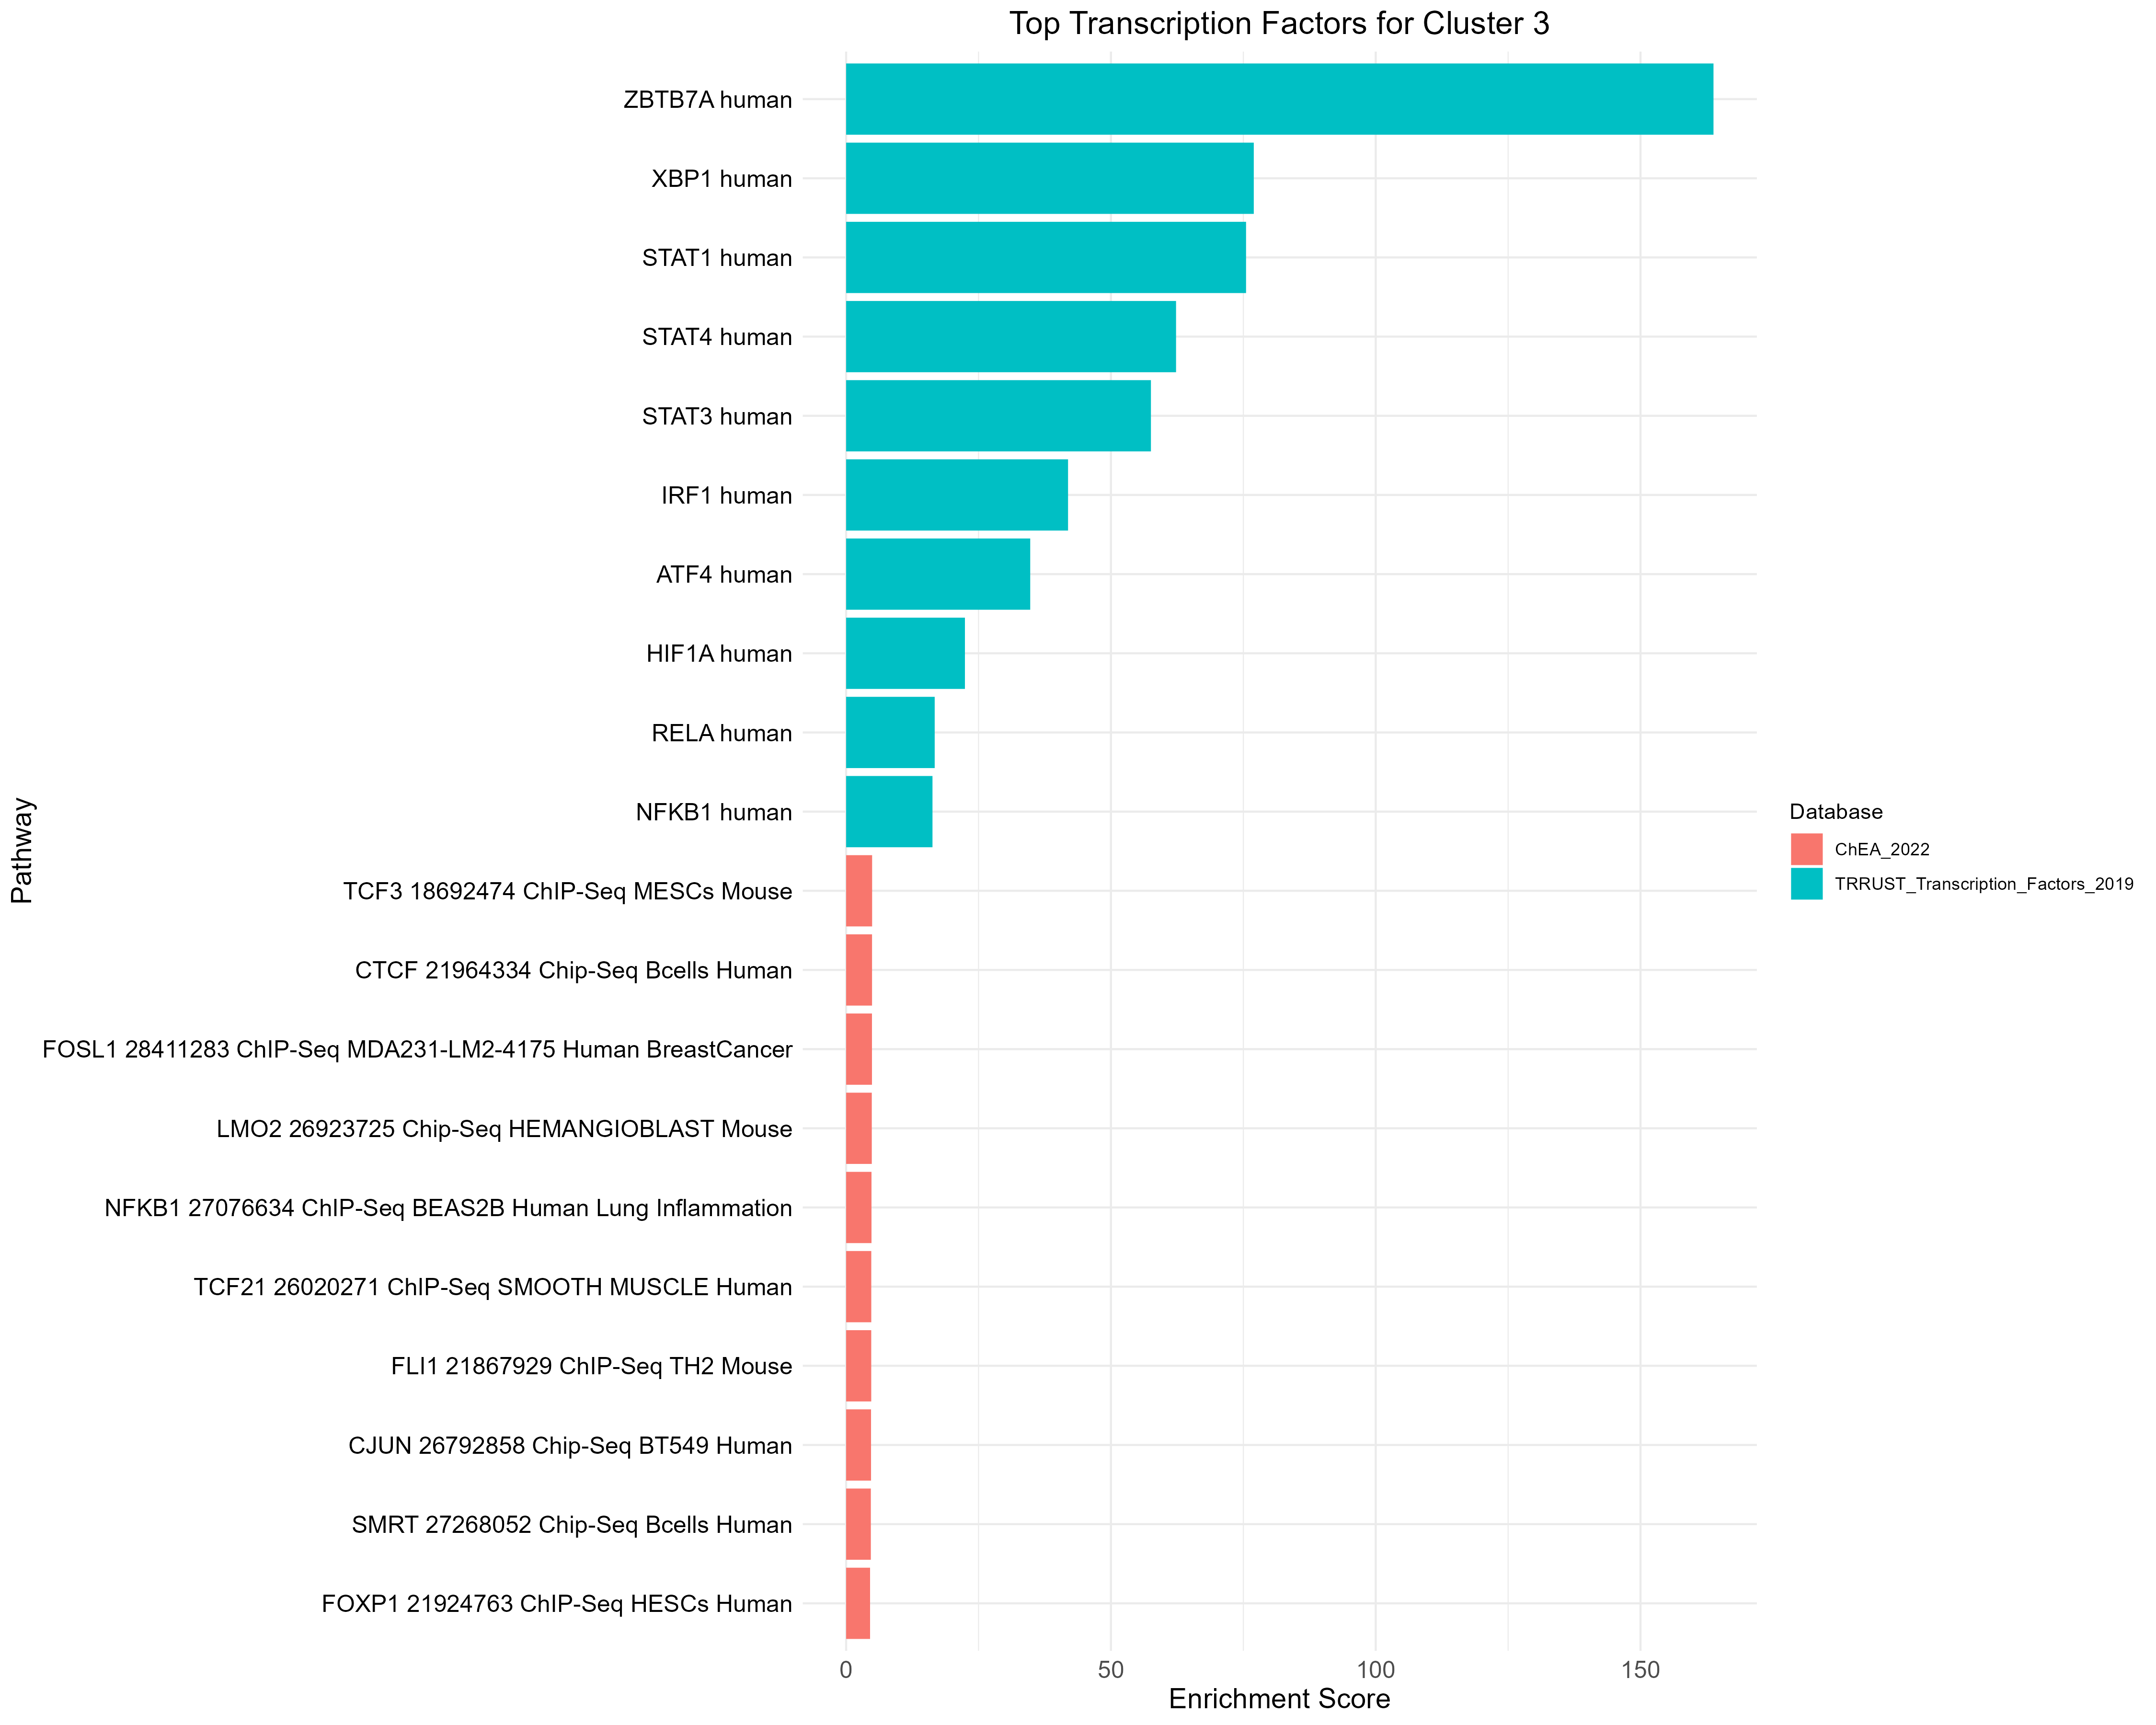 Top Transcription Factors for Cluster 3
ZBTB7A human
XBP1 human
STAT1 human
STAT4 human
STAT3 human
IRF1 human
ATF4 human
HIF1A human
RELA human
NFKB1 human
TCF3 18692474 ChIP-Seq MESCs Mouse
CTCF 21964334 Chip-Seq Bcells Human
FOSL1 28411283 ChIP-Seq MDA231-LM2-4175 Human BreastCancer
LMO2 26923725 Chip-Seq HEMANGIOBLAST Mouse
NFKB1 27076634 ChIP-Seq BEAS2B Human Lung Inflammation
TCF21 26020271 ChIP-Seq SMOOTH MUSCLE Human
FLI1 21867929 ChIP-Seq TH2 Mouse
CJUN 26792858 Chip-Seq BT549 Human
SMRT 27268052 Chip-Seq Bcells Human
FOXP1 21924763 ChIP-Seq HESCs Human
Pathway
0 50 100 150
Enrichment Score
Database
ChEA_2022
TRRUST_Transcription_Factors_2019